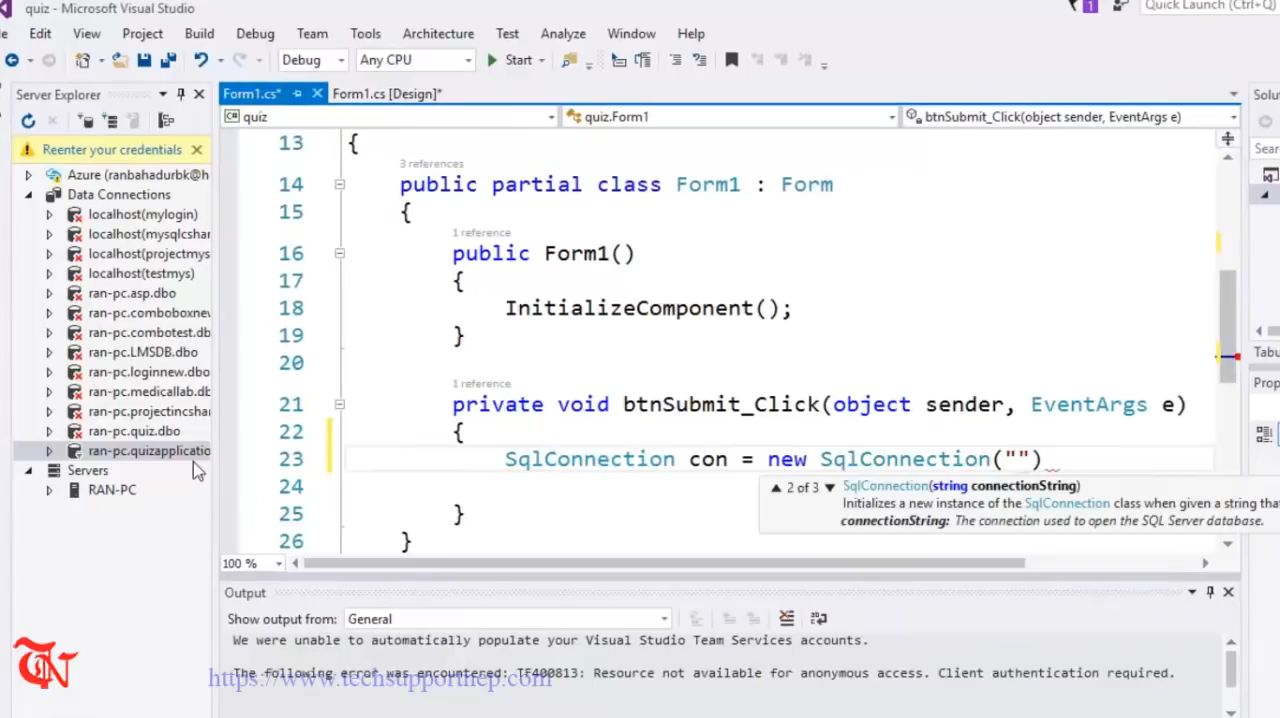 quiz - Microsoft Visual Studio
1
Quick Launch (Ctrl+Q)
Edit View Project Build Debug Team Tools Architecture Test Analyze Window Help
Debug Any CPU Start
Server Explorer
Form1.cs* Form1.cs [Design]*
quiz quiz.Form1 btnSubmit_Click(object sender, EventArgs e)
Reenter your credentials
Azure (ranbahadurbk@h
Data Connections
localhost(mylogin)
localhost(mysqlcshar
localhost(projectmys
localhost(testmys)
ran-pc.asp.dbo
ran-pc.comboboxnew
ran-pc.combotest.db
ran-pc.LMSDB.dbo
ran-pc.loginnew.dbo
ran-pc.medicallab.db
ran-pc.projectincshar
ran-pc.quiz.dbo
ran-pc.quizapplicatio
Servers
RAN-PC
13 {
3 references
14 public partial class Form1 : Form
15 {
1 reference
16 public Form1()
17 {
18 InitializeComponent();
19 }
20
1 reference
21 private void btnSubmit_Click(object sender, EventArgs e)
22 {
23 SqlConnection con = new SqlConnection("")
24
25 }
26 }
2 of 3 SqlConnection(string connectionString)
Initializes a new instance of the SqlConnection class when given a string tha
connectionString: The connection used to open the SQL Server database.
100 %
Output
Show output from: General
We were unable to automatically populate your Visual Studio Team Services accounts.
The following error was encountered: TF400813: Resource not available for anonymous access. Client authentication required.
Solu
Sear
Tabu
Prop
TN